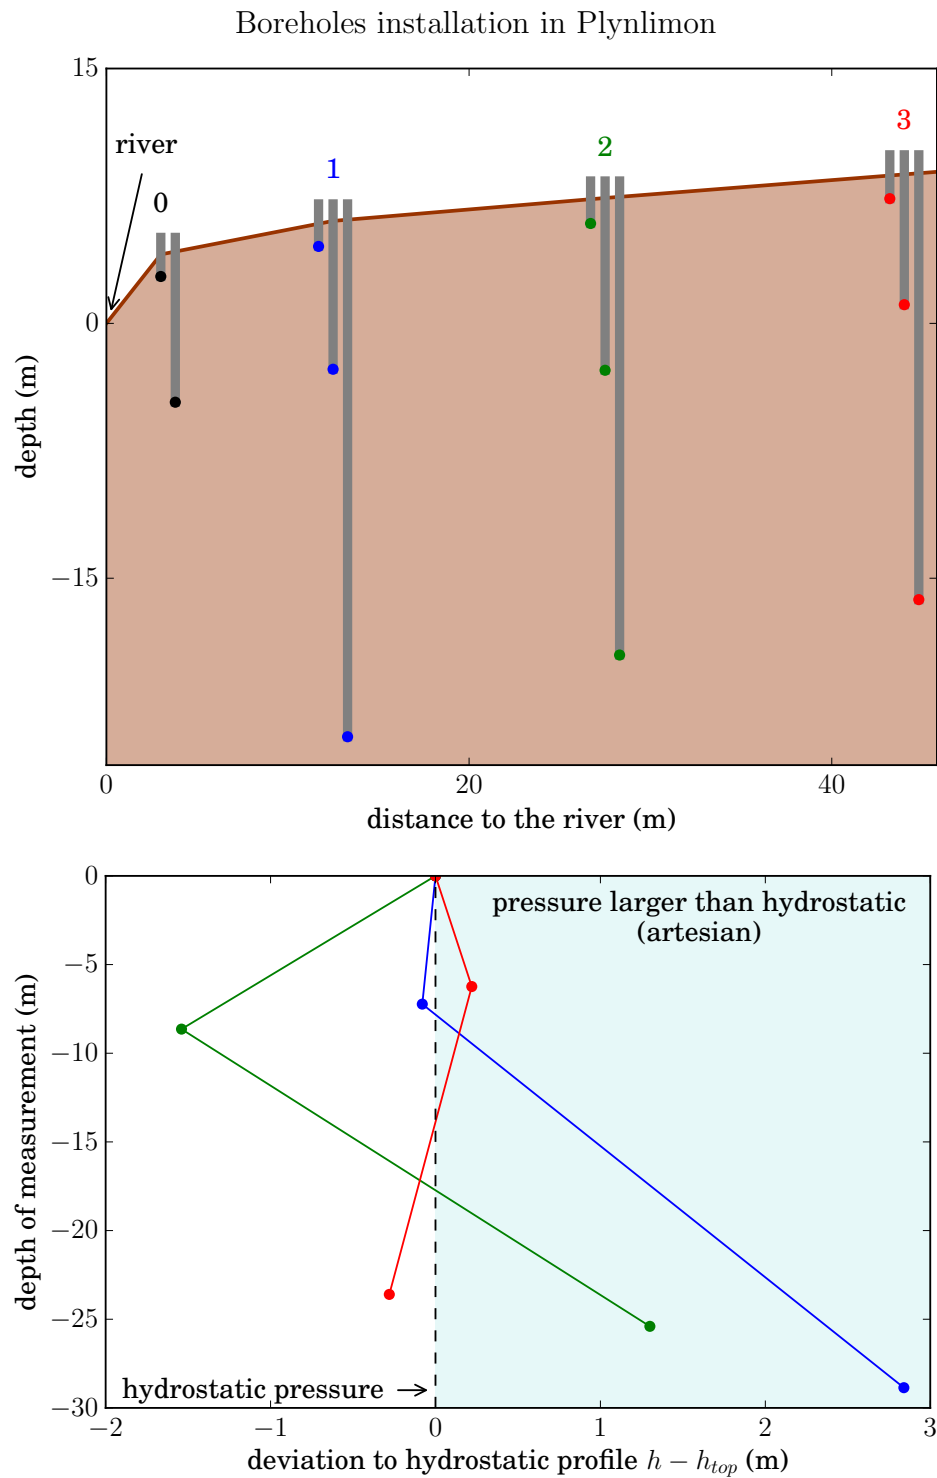 Boreholes installation in Plynlimon
15
3
river
2
1
0
0
depth (m)
−15
0
20
40
distance to the river (m)
0
pressure larger than hydrostatic
(artesian)
−5
−10
depth of measurement (m)
−15
−20
−25
hydrostatic pressure
−30
−2
−1
0
1
2
3
deviation to hydrostatic profile h − h_top (m)